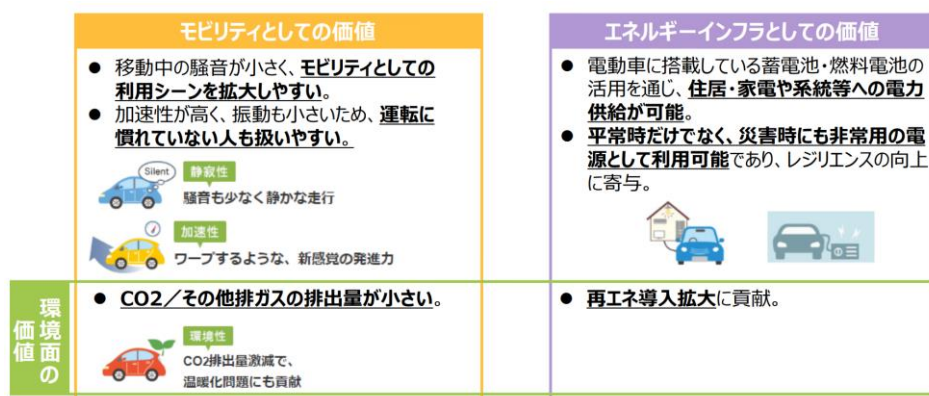 モビリティとしての価値
● 移動中の騒音が小さく、モビリティとしての
利用シーンを拡大しやすい。
● 加速性が高く、振動も小さいため、運転に
慣れていない人も扱いやすい。
Silent
静寂性
騒音も少なく静かな走行
加速性
ワープするような、新感覚の発進力
エネルギーインフラとしての価値
● 電動車に搭載している蓄電池・燃料電池の
活用を通じ、住居・家電や系統等への電力
供給が可能。
● 平常時だけでなく、災害時にも非常用の電
源として利用可能であり、レジリエンスの向上
に寄与。
環境面の
価値
● CO2／その他排ガスの排出量が小さい。
環境性
CO2排出量激減で、
温暖化問題にも貢献
● 再エネ導入拡大に貢献。